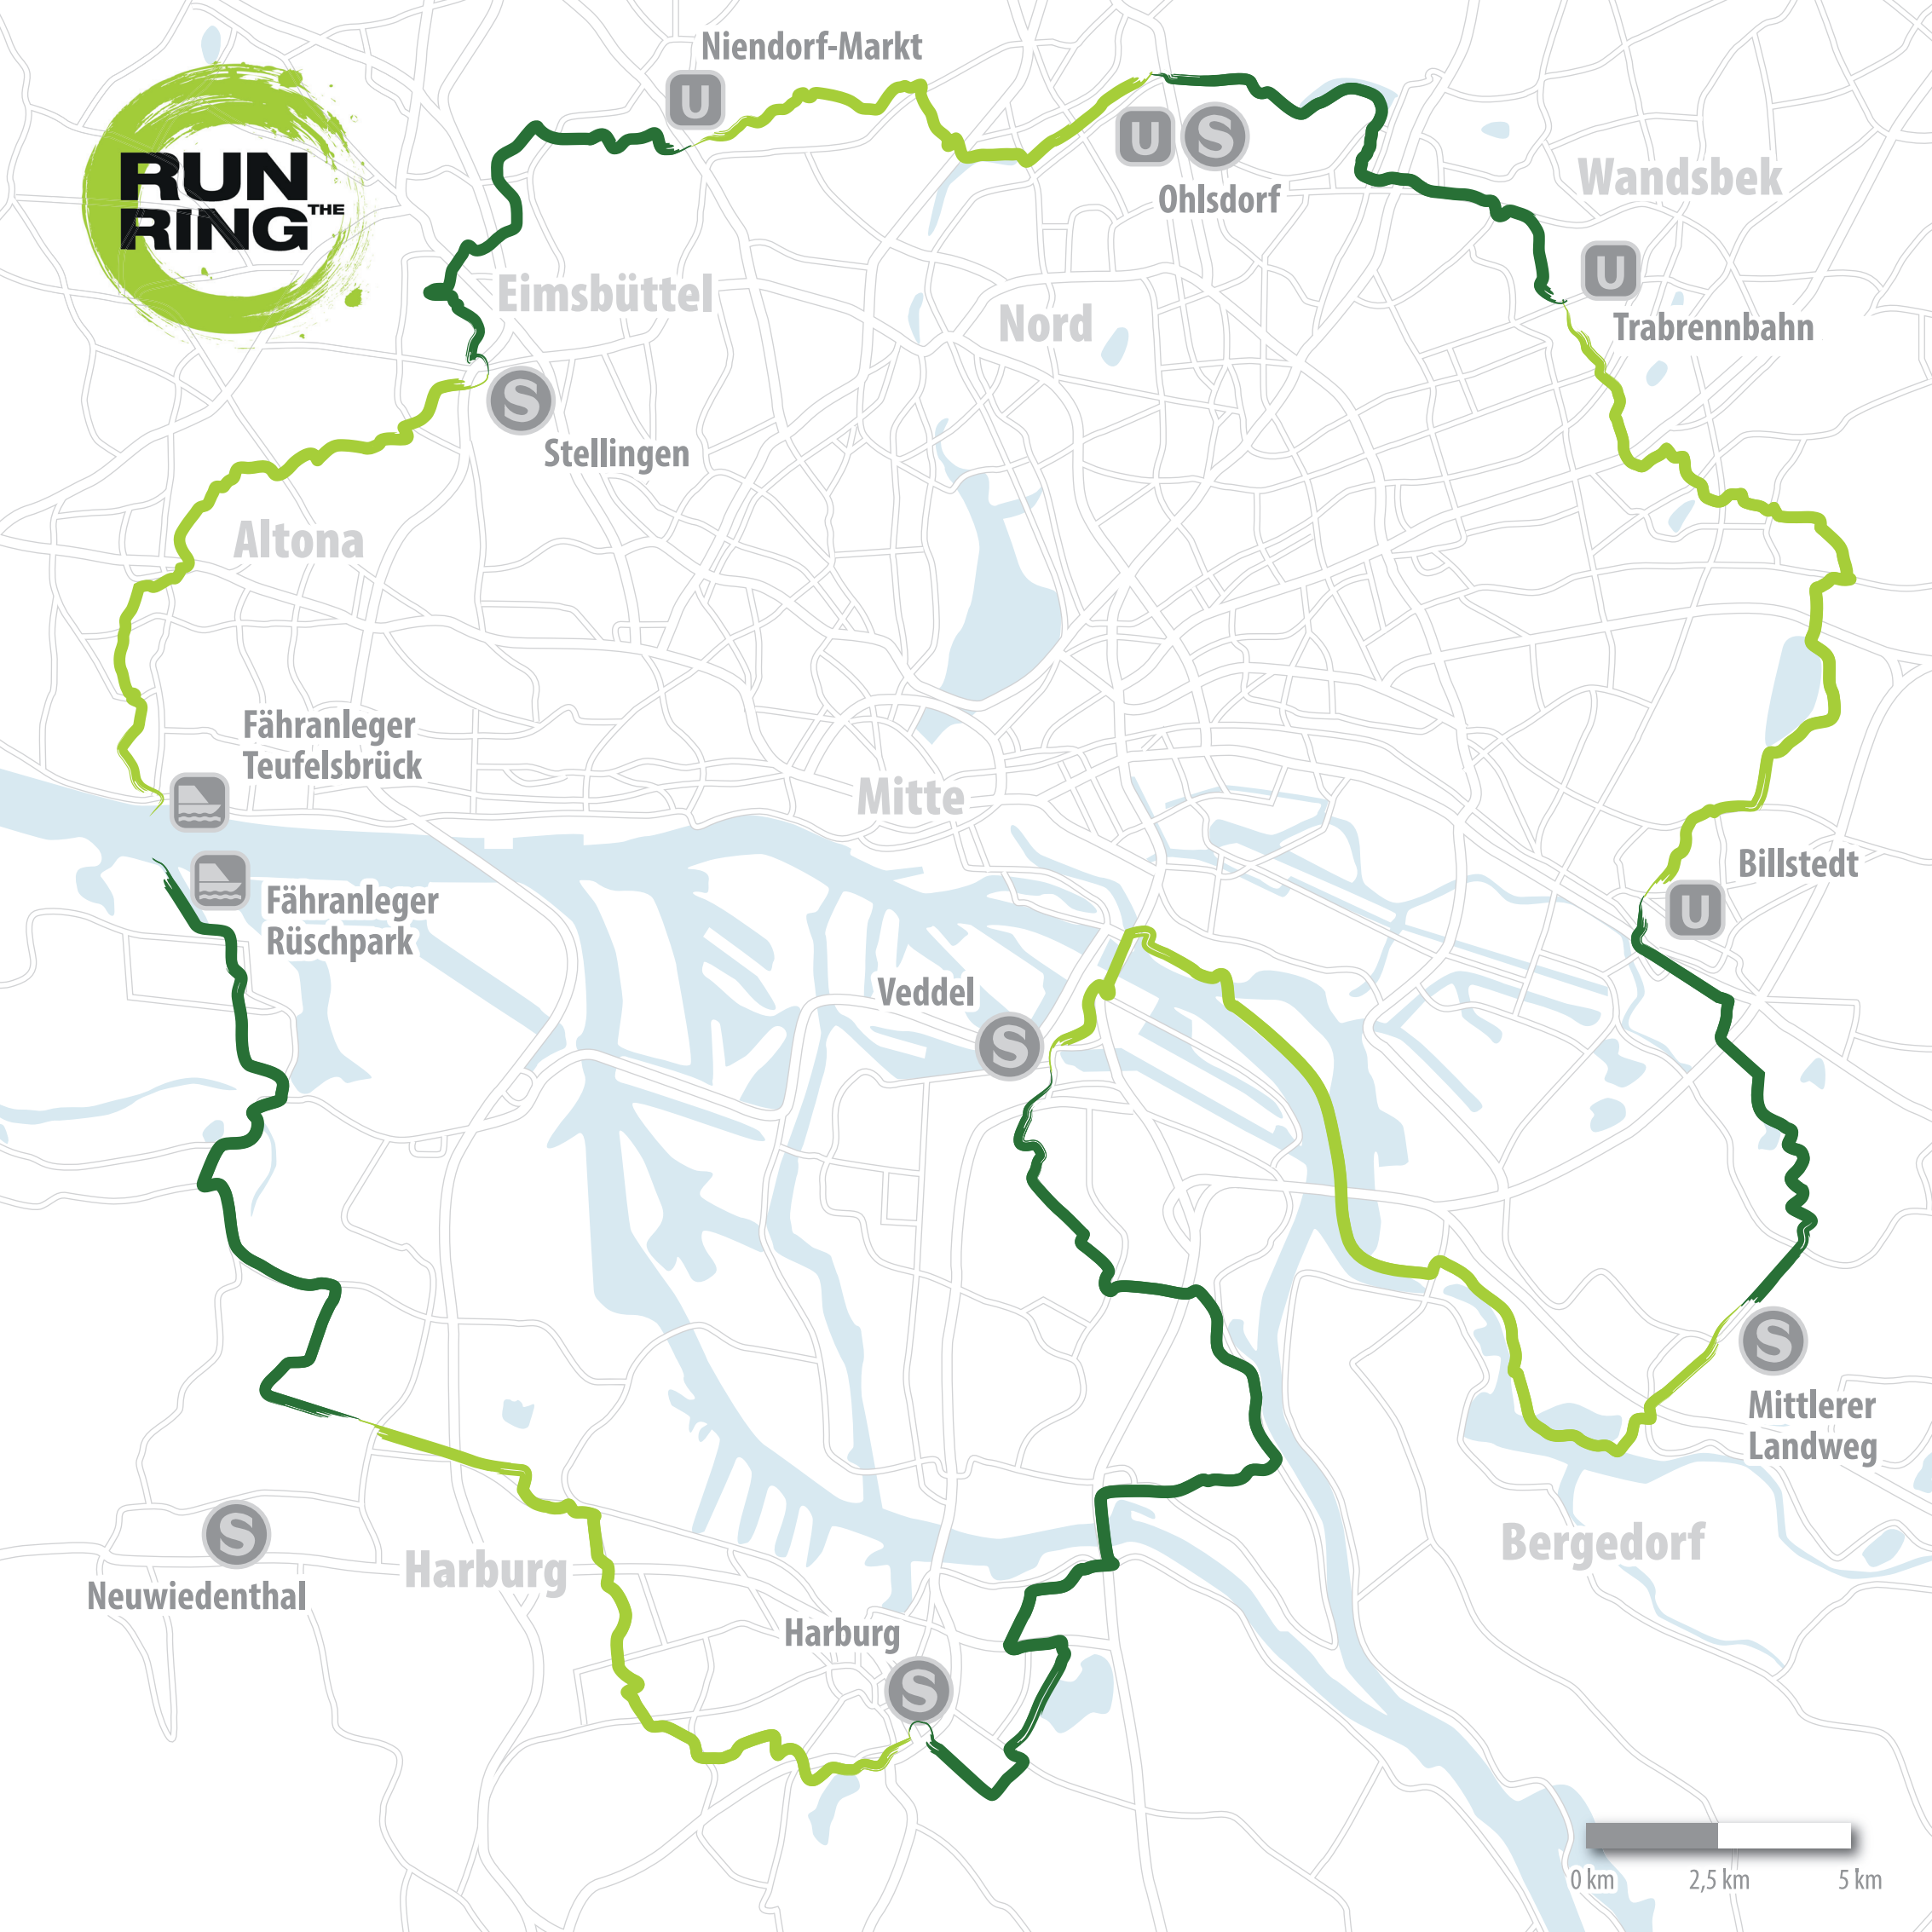 RUN
THE
RING
Niendorf-Markt
U
U S
Ohlsdorf
Wandsbek
U
Trabrennbahn
Eimsbüttel
Nord
S
Stellingen
Altona
Fähranleger
Teufelsbrück
Mitte
Fähranleger
Rüschpark
Billstedt
U
Veddel
S
S
Mittlerer
Landweg
Bergedorf
S
Neuwiedenthal
Harburg
Harburg
S
0 km 2,5 km 5 km